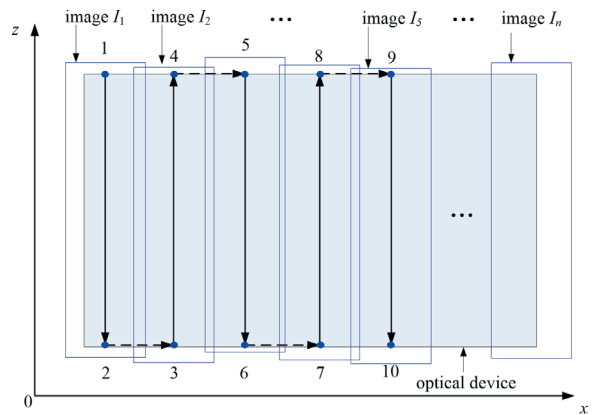 image I1 image I2 ... image I5 ... image In
z
1 4 5 8 9
...
2 3 6 7 10
optical device
0
x